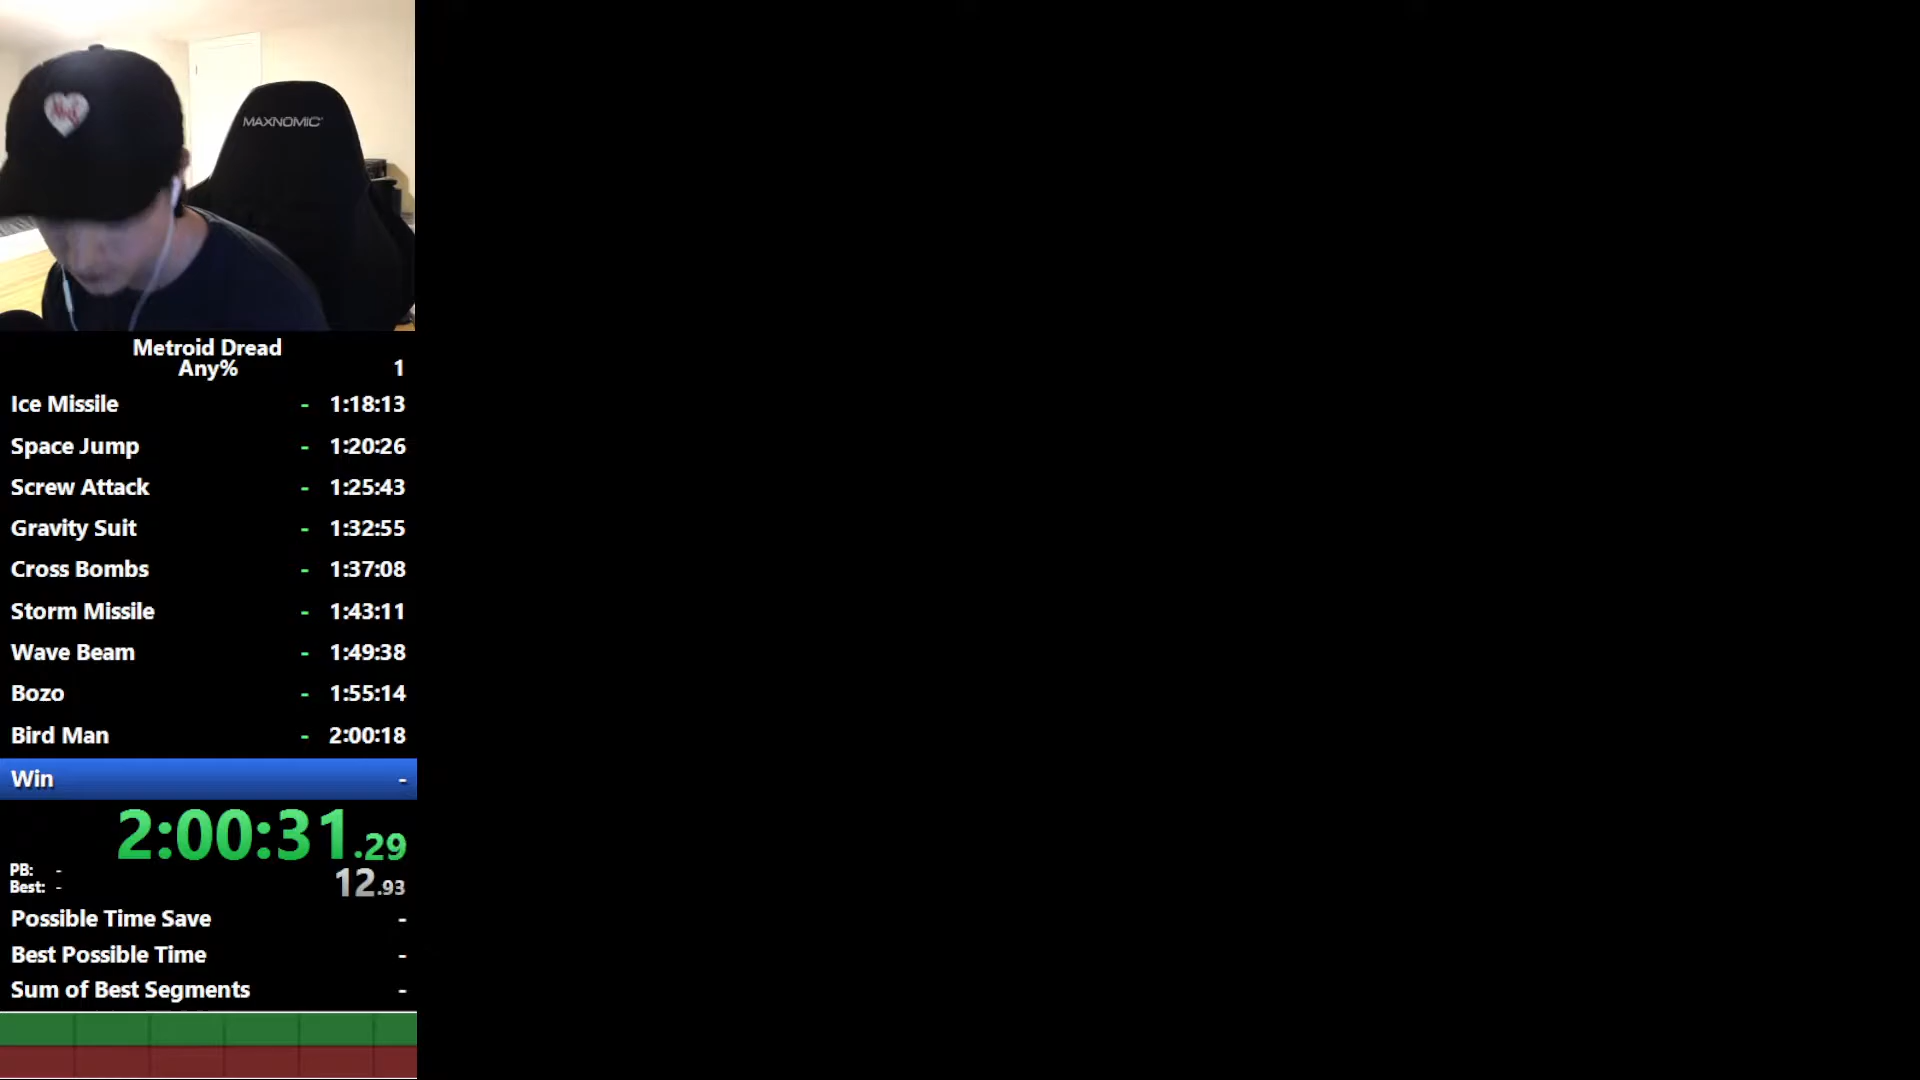 MAXNOMIC
Metroid Dread
Any% 1
Ice Missile - 1:18:13
Space Jump - 1:20:26
Screw Attack - 1:25:43
Gravity Suit - 1:32:55
Cross Bombs - 1:37:08
Storm Missile - 1:43:11
Wave Beam - 1:49:38
Bozo - 1:55:14
Bird Man - 2:00:18
Win -
2:00:31.29
PB: -
Best: -
12.93
Possible Time Save -
Best Possible Time -
Sum of Best Segments -